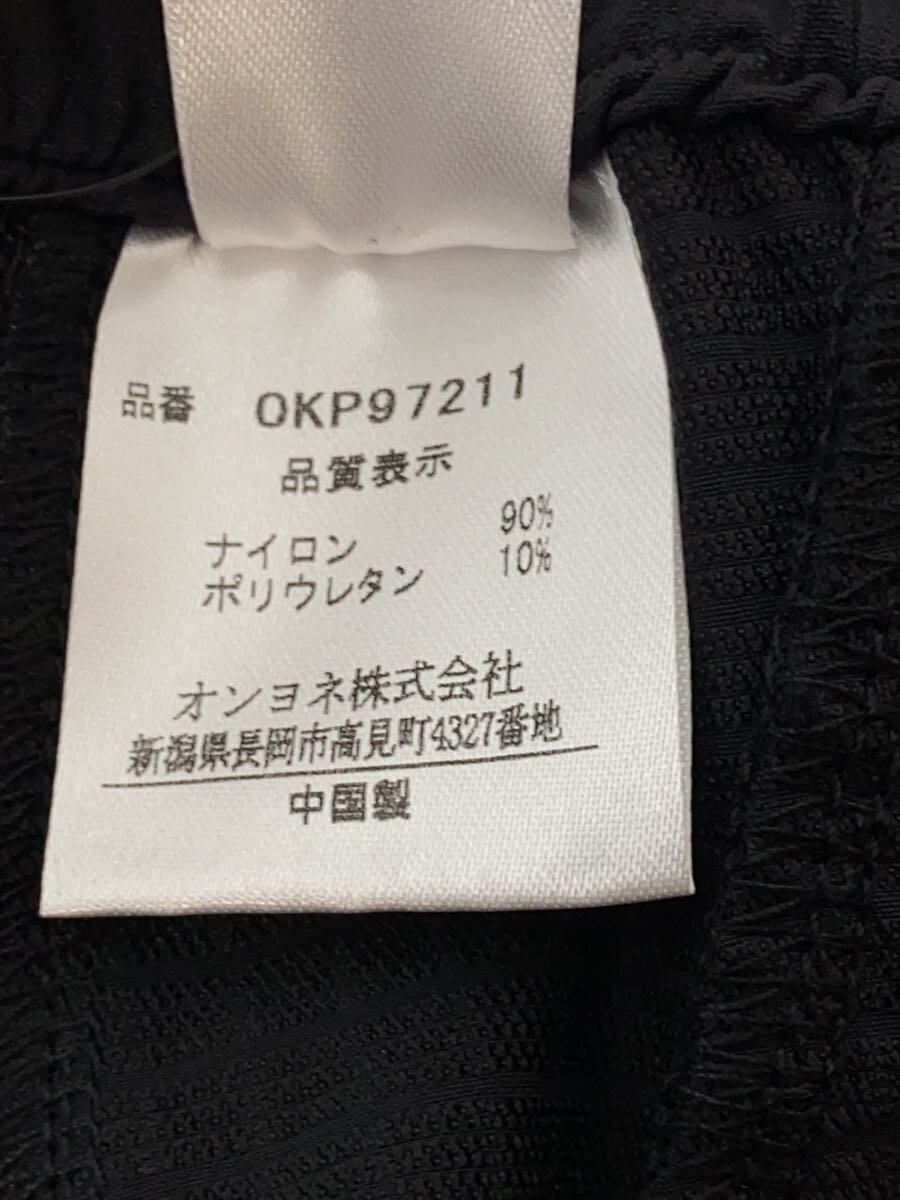 品番 OKP97211
品質表示
ナイロン 90%
ポリウレタン 10%
オンヨネ株式会社
新潟県長岡市高見町4327番地
中国製